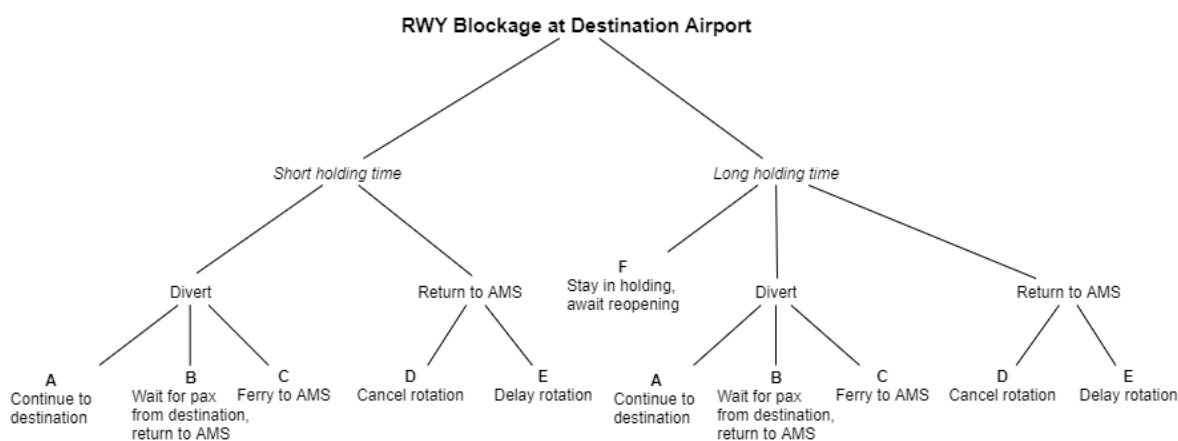 RWY Blockage at Destination Airport
Short holding time
Long holding time
F
Stay in holding,
await reopening
Divert
Return to AMS
Divert
Return to AMS
A
Continue to
destination
B
Wait for pax
from destination,
return to AMS
C
Ferry to AMS
D
Cancel rotation
E
Delay rotation
A
Continue to
destination
B
Wait for pax
from destination,
return to AMS
C
Ferry to AMS
D
Cancel rotation
E
Delay rotation